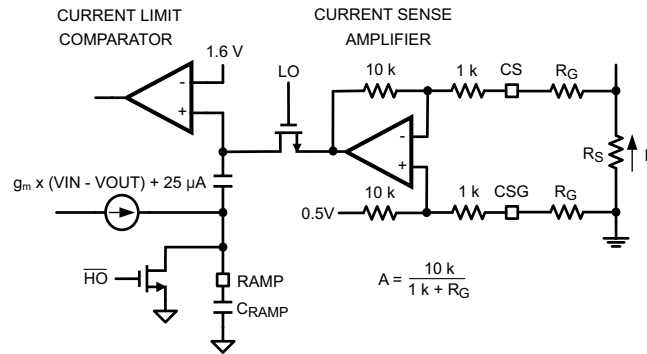 CURRENT LIMIT
COMPARATOR
CURRENT SENSE
AMPLIFIER
1.6 V
LO
10 k
1 k
CS
R_G
-
+
-
+
R_S
I
g_m x (VIN - VOUT) + 25 µA
0.5V
10 k
1 k
CSG
R_G
HO
RAMP
C_RAMP
A = 10 k / 1 k + R_G